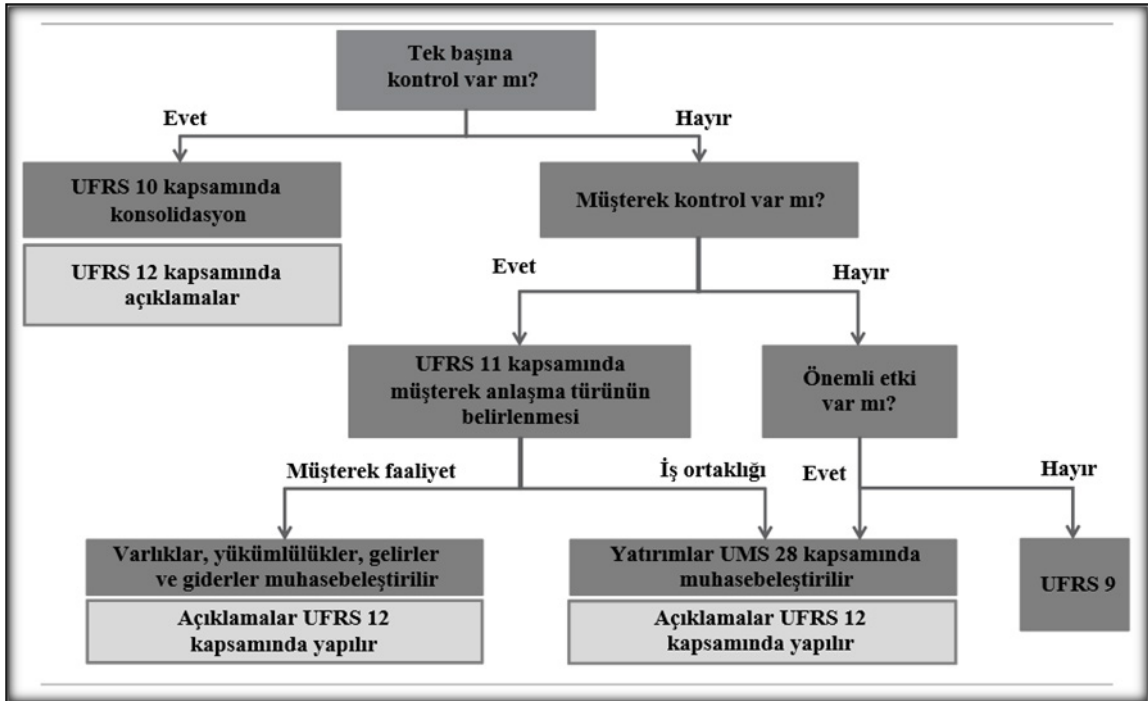 Tek başına
kontrol var mı?
Evet
Hayır
UFRS 10 kapsamında
konsolidasyon
UFRS 12 kapsamında
açıklamalar
Müşterek kontrol var mı?
Evet
Hayır
UFRS 11 kapsamında
müşterek anlaşma türünün
belirlenmesi
Önemli etki
var mı?
Müşterek faaliyet
İş ortaklığı
Evet
Hayır
Varlıklar, yükümlülükler, gelirler
ve giderler muhasebeleştirilir
Açıklamalar UFRS 12
kapsamında yapılır
Yatırımlar UMS 28 kapsamında
muhasebeleştirilir
Açıklamalar UFRS 12
kapsamında yapılır
UFRS 9